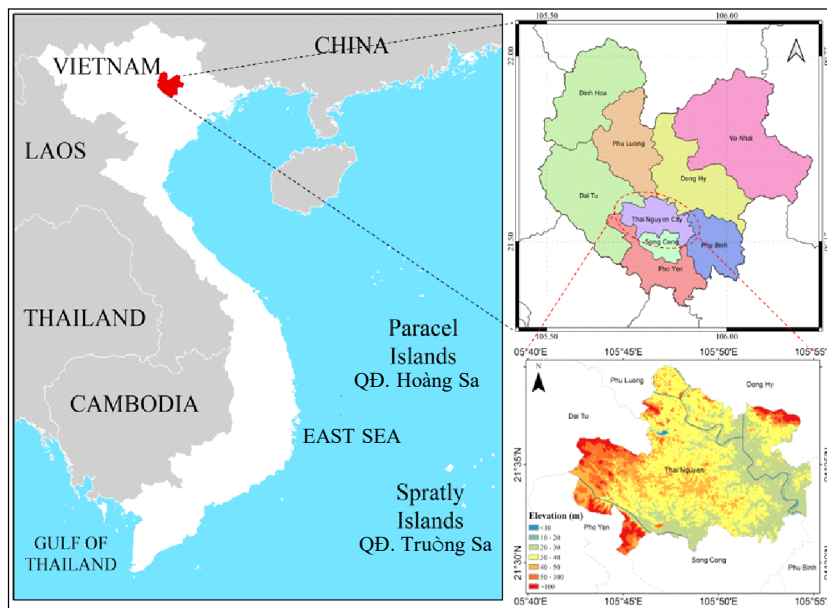 CHINA
VIETNAM
LAOS
THAILAND
CAMBODIA
Paracel
Islands
QĐ. Hoàng Sa
EAST SEA
Spratly
Islands
QĐ. Truòng Sa
GULF OF
THAILAND
105.50
106.00
22.00
21.50
Dinh Hoa
Phu Luong
Vo Nhai
Dong Hy
Dai Tu
Thai Nguyen City
Song Cong
Phu Binh
Pho Yen
105.50
106.00
05°40'E
105°45'E
105°50'E
105°55'E
N
Phu Luong
Dong Hy
Dai Tu
21°35'N
Thai Nguyen
Elevation (m)
<10
10 - 20
20 - 30
30 - 40
40 - 50
50 - 100
>100
Pho Yen
Song Cong
Phu Binh
21°30'N
05°40'E
105°45'E
105°50'E
105°55'E